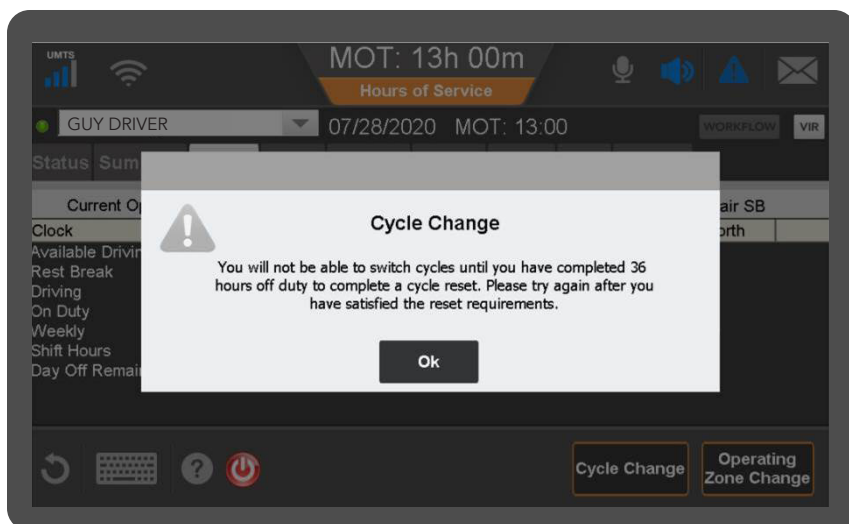 UMTS
MOT: 13h 00m
Hours of Service
GUY DRIVER
07/28/2020 MOT: 13:00
WORKFLOW
VIR
Status Sum
Current Op
air SB
Clock
orth
Available Drivin
Rest Break
Driving
On Duty
Weekly
Shift Hours
Day Off Remai
Cycle Change
You will not be able to switch cycles until you have completed 36
hours off duty to complete a cycle reset. Please try again after you
have satisfied the reset requirements.
Ok
?
Cycle Change
Operating
Zone Change